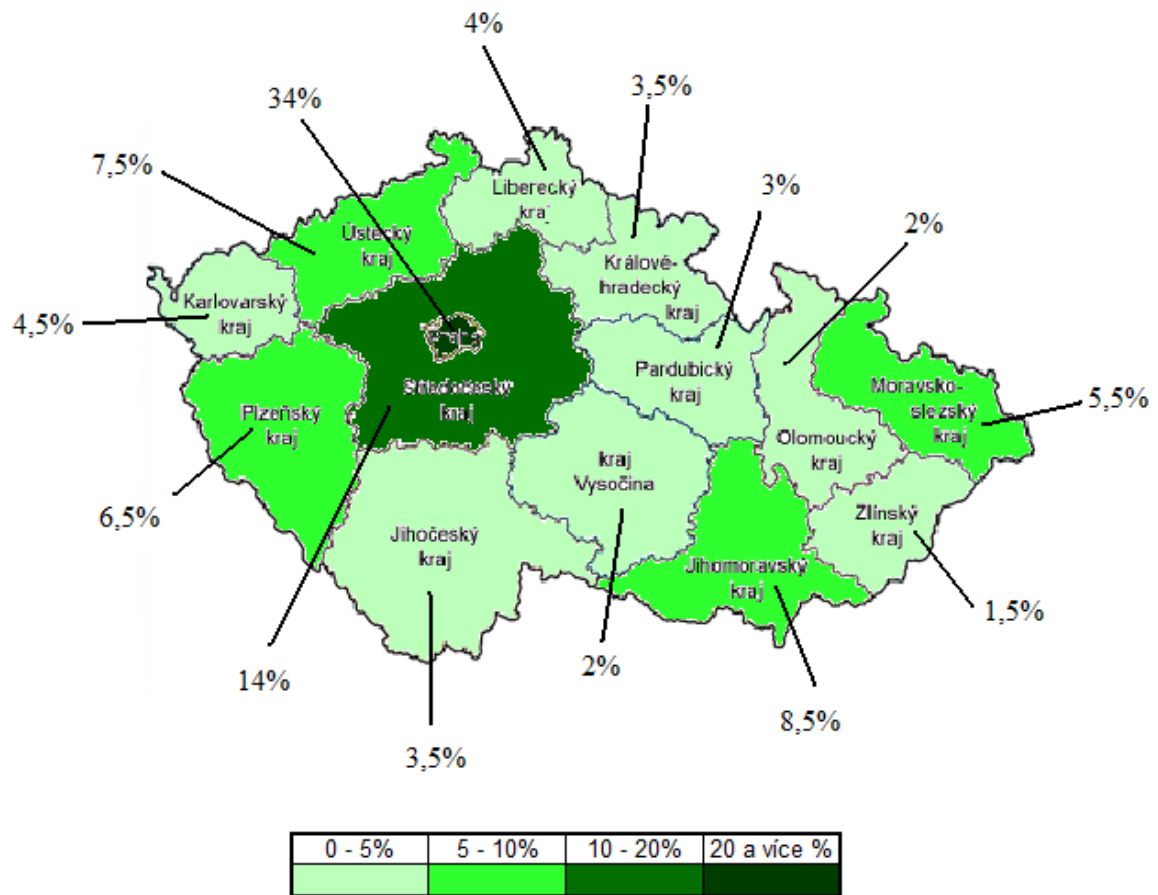 4%
34%
3,5%
7,5%
3%
2%
Liberecký
kraj
Ústecký
kraj
Králově-
hradecký
kraj
Karlovarský
kraj
4,5%
Pardubický
kraj
Středočeský
kraj
Moravsko-
slezský
kraj
5,5%
Plzeňský
kraj
Olomoucký
kraj
kraj
Vysočina
6,5%
Zlínský
kraj
Jihočeský
kraj
Jihomoravský
kraj
1,5%
14%
2%
8,5%
3,5%
0 - 5% 5 - 10% 10 - 20% 20 a více %